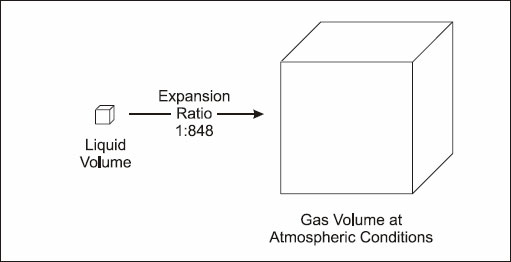 Expansion
Ratio
1:848
Liquid
Volume
Gas Volume at
Atmospheric Conditions